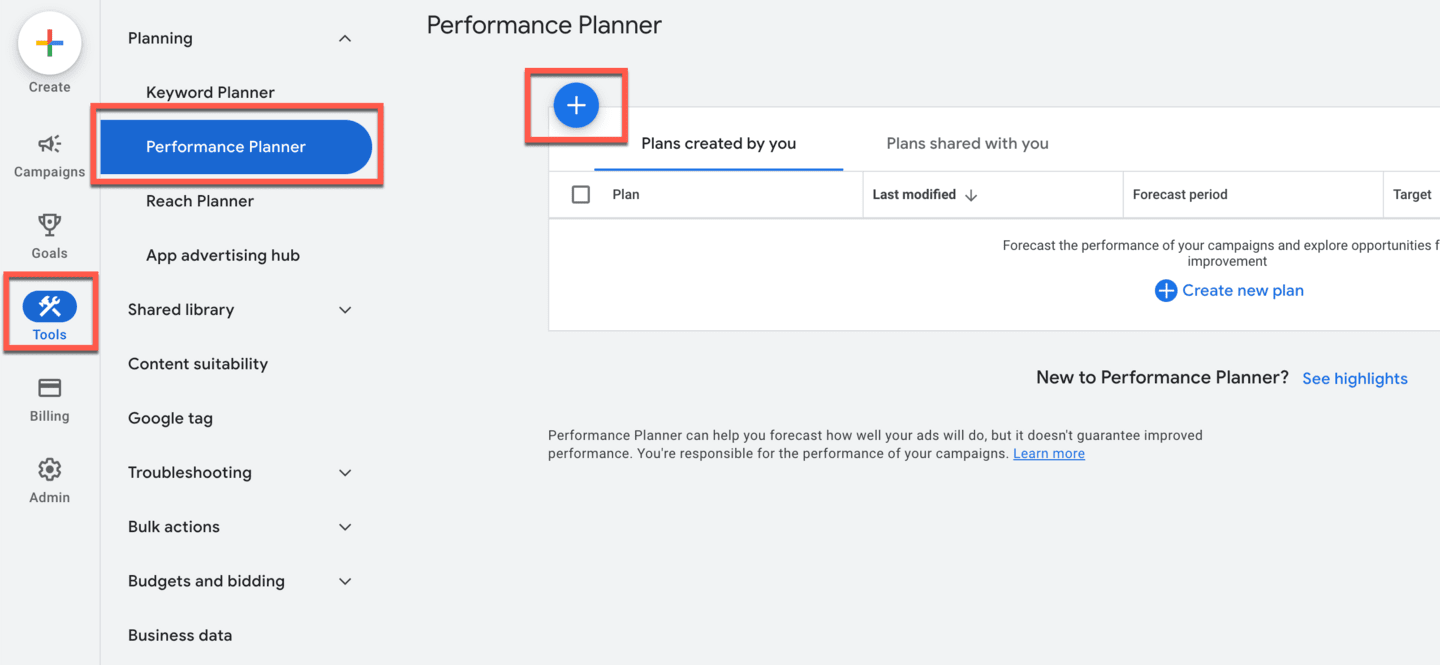 Create
Campaigns
Goals
Tools
Billing
Admin
Planning
Keyword Planner
Performance Planner
Reach Planner
App advertising hub
Shared library
Content suitability
Google tag
Troubleshooting
Bulk actions
Budgets and bidding
Business data
Performance Planner
Plans created by you Plans shared with you
Plan Last modified Forecast period Target
Forecast the performance of your campaigns and explore opportunities f
improvement
Create new plan
New to Performance Planner? See highlights
Performance Planner can help you forecast how well your ads will do, but it doesn't guarantee improved
performance. You're responsible for the performance of your campaigns. Learn more